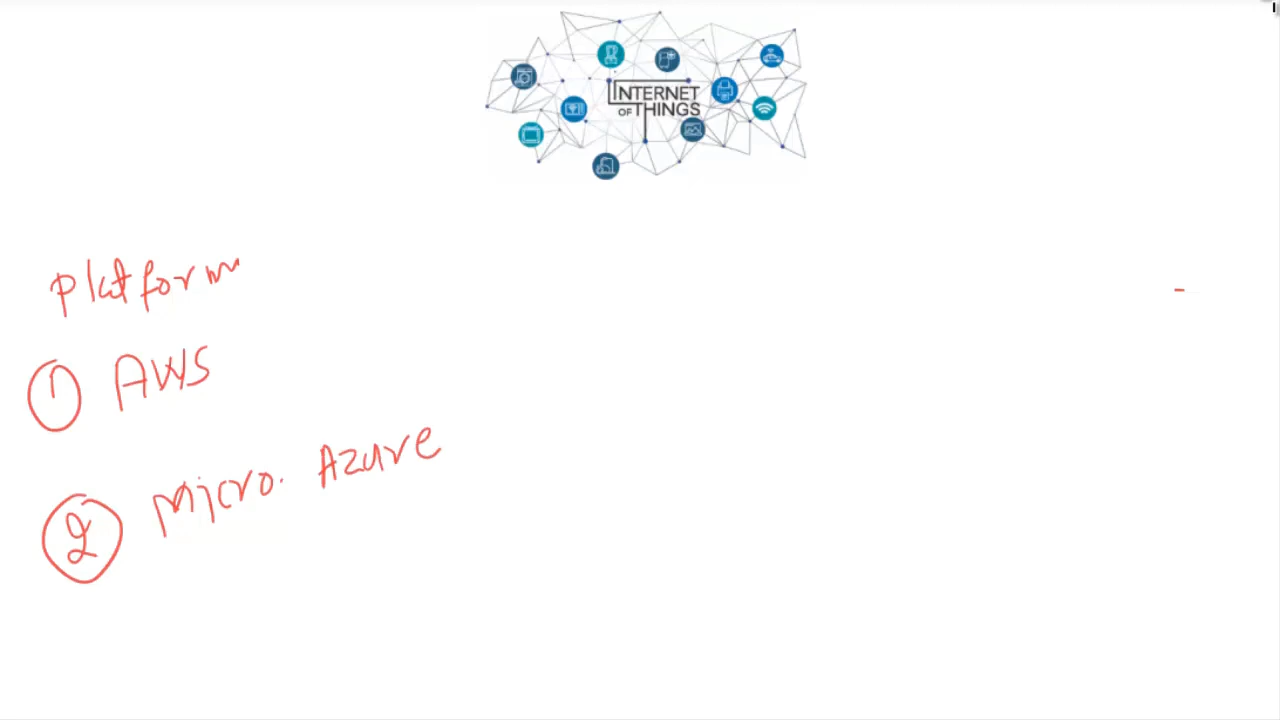 INTERNET
OF THINGS
Platform
① AWS
② Micro. Azure